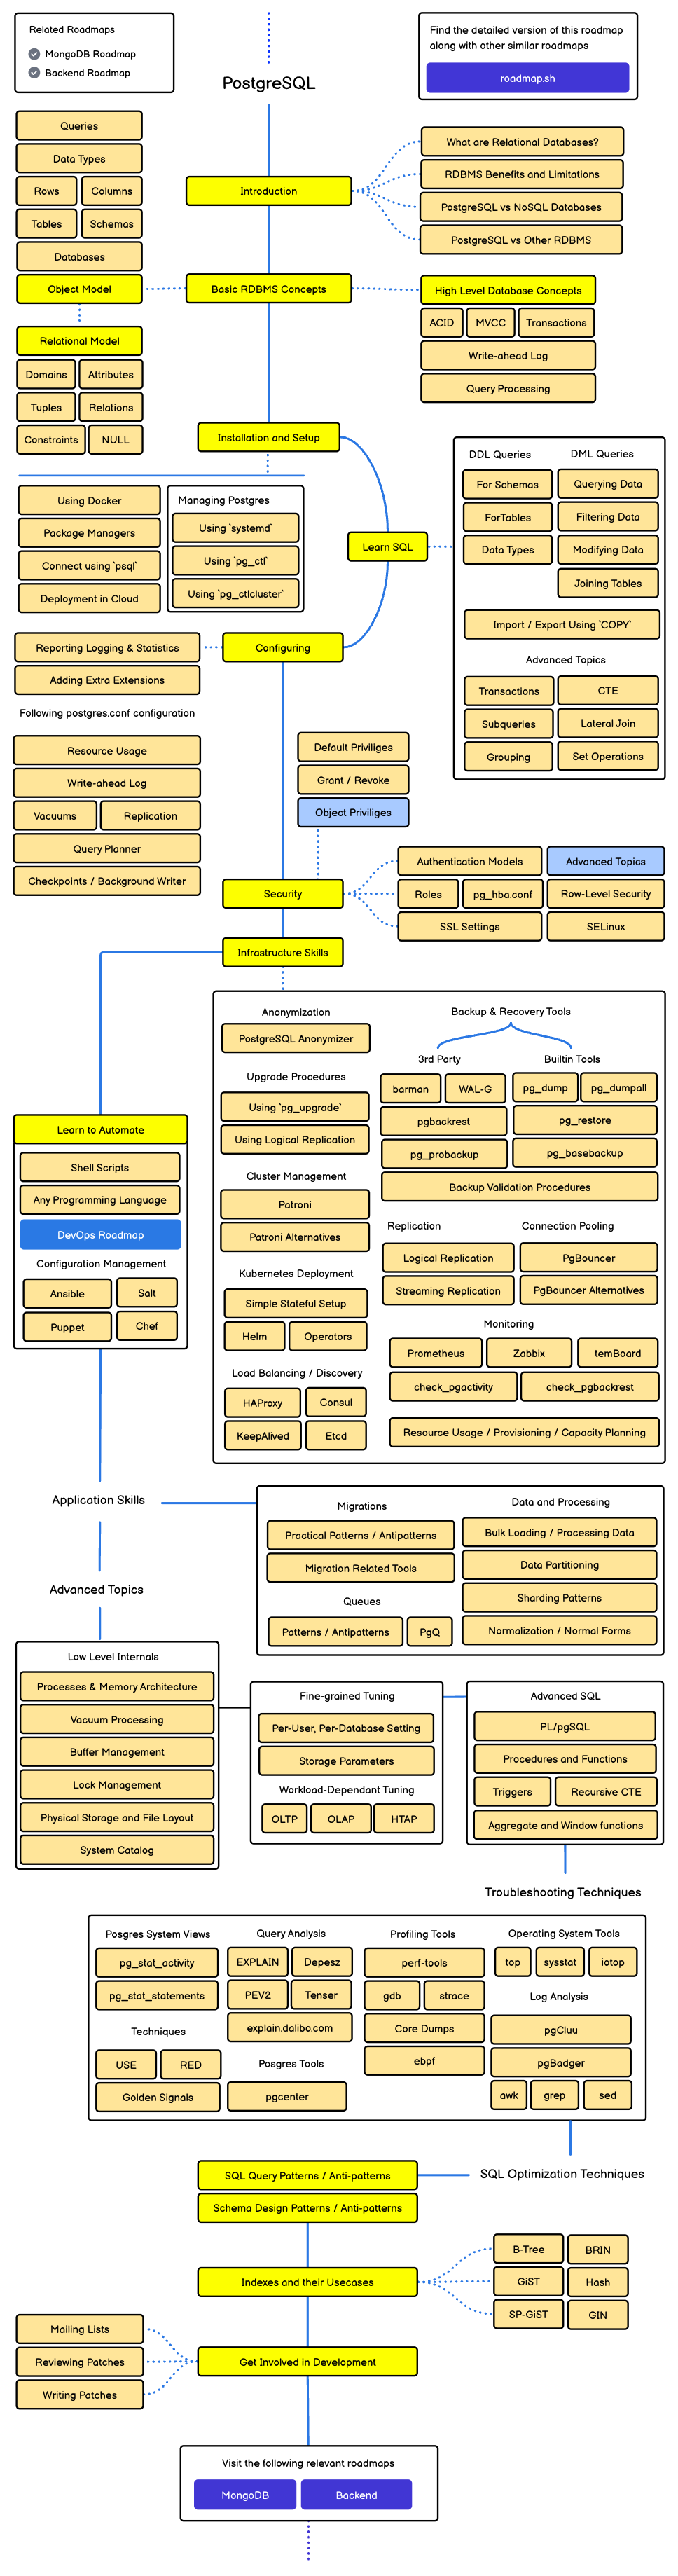 Related Roadmaps
MongoDB Roadmap
Backend Roadmap
PostgreSQL
Find the detailed version of this roadmap
along with other similar roadmaps
roadmap.sh
Queries
Data Types
Rows
Columns
Tables
Schemas
Databases
Object Model
Introduction
What are Relational Databases?
RDBMS Benefits and Limitations
PostgreSQL vs NoSQL Databases
PostgreSQL vs Other RDBMS
Basic RDBMS Concepts
High Level Database Concepts
ACID
MVCC
Transactions
Write-ahead Log
Query Processing
Relational Model
Domains
Attributes
Tuples
Relations
Constraints
NULL
Installation and Setup
Using Docker
Package Managers
Connect using `psql`
Deployment in Cloud
Managing Postgres
Using `systemd`
Using `pg_ctl`
Using `pg_ctlcluster`
Learn SQL
DDL Queries
For Schemas
ForTables
Data Types
DML Queries
Querying Data
Filtering Data
Modifying Data
Joining Tables
Import / Export Using `COPY`
Advanced Topics
Transactions
CTE
Subqueries
Lateral Join
Grouping
Set Operations
Configuring
Reporting Logging & Statistics
Adding Extra Extensions
Following postgres.conf configuration
Resource Usage
Write-ahead Log
Vacuums
Replication
Query Planner
Checkpoints / Background Writer
Default Priviliges
Grant / Revoke
Object Priviliges
Security
Authentication Models
Roles
pg_hba.conf
SSL Settings
Advanced Topics
Row-Level Security
SELinux
Infrastructure Skills
Anonymization
PostgreSQL Anonymizer
Upgrade Procedures
Using `pg_upgrade`
Using Logical Replication
Cluster Management
Patroni
Patroni Alternatives
Kubernetes Deployment
Simple Stateful Setup
Helm
Operators
Load Balancing / Discovery
HAProxy
Consul
KeepAlived
Etcd
Backup & Recovery Tools
3rd Party
barman
WAL-G
pgbackrest
pg_probackup
Builtin Tools
pg_dump
pg_dumpall
pg_restore
pg_basebackup
Backup Validation Procedures
Replication
Logical Replication
Streaming Replication
Connection Pooling
PgBouncer
PgBouncer Alternatives
Monitoring
Prometheus
Zabbix
temBoard
check_pgactivity
check_pgbackrest
Resource Usage / Provisioning / Capacity Planning
Learn to Automate
Shell Scripts
Any Programming Language
DevOps Roadmap
Configuration Management
Ansible
Salt
Puppet
Chef
Application Skills
Migrations
Practical Patterns / Antipatterns
Migration Related Tools
Queues
Patterns / Antipatterns
PgQ
Data and Processing
Bulk Loading / Processing Data
Data Partitioning
Sharding Patterns
Normalization / Normal Forms
Advanced Topics
Low Level Internals
Processes & Memory Architecture
Vacuum Processing
Buffer Management
Lock Management
Physical Storage and File Layout
System Catalog
Fine-grained Tuning
Per-User, Per-Database Setting
Storage Parameters
Workload-Dependant Tuning
OLTP
OLAP
HTAP
Advanced SQL
PL/pgSQL
Procedures and Functions
Triggers
Recursive CTE
Aggregate and Window functions
Troubleshooting Techniques
Posgres System Views
pg_stat_activity
pg_stat_statements
Techniques
USE
RED
Golden Signals
Query Analysis
EXPLAIN
Depesz
PEV2
Tenser
explain.dalibo.com
Posgres Tools
pgcenter
Profiling Tools
perf-tools
gdb
strace
Core Dumps
ebpf
Operating System Tools
top
sysstat
iotop
Log Analysis
pgCluu
pgBadger
awk
grep
sed
SQL Optimization Techniques
SQL Query Patterns / Anti-patterns
Schema Design Patterns / Anti-patterns
Indexes and their Usecases
B-Tree
BRIN
GiST
Hash
SP-GiST
GIN
Get Involved in Development
Mailing Lists
Reviewing Patches
Writing Patches
Visit the following relevant roadmaps
MongoDB
Backend